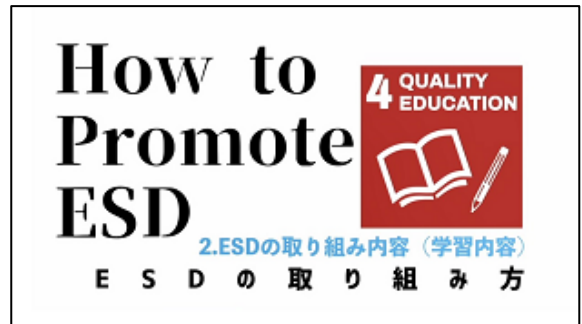 How to
Promote
ESD
4 QUALITY
EDUCATION
2.ESDの取り組み内容（学習内容）
ESDの取り組み方